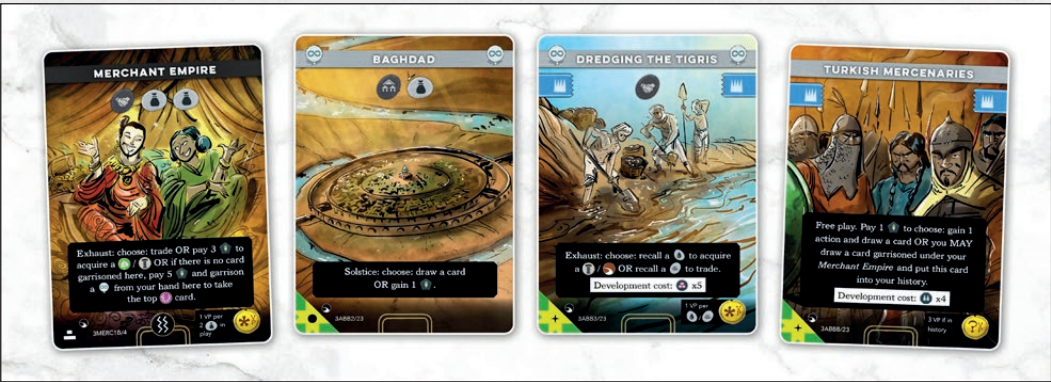 MERCHANT EMPIRE
Exhaust: choose: trade OR pay 3 to
acquire a / OR if there is no card
garrisoned here, pay 5 and garrison
a from your hand here to take
the top card.
3MERC1B/4
1 VP per
2 in
play
BAGHDAD
Solstice: choose: draw a card
OR gain 1 .
3ABB2/23
DREDGING THE TIGRIS
Exhaust: choose: recall a to acquire
a / OR recall a to trade.
Development cost: x5
3ABB3/23
1 VP per
/
TURKISH MERCENARIES
Free play. Pay 1 to choose: gain 1
action and draw a card OR you MAY
draw a card garrisoned under your
Merchant Empire and put this card
into your history.
Development cost: x4
3ABB8/23
3 VP if in
history
?